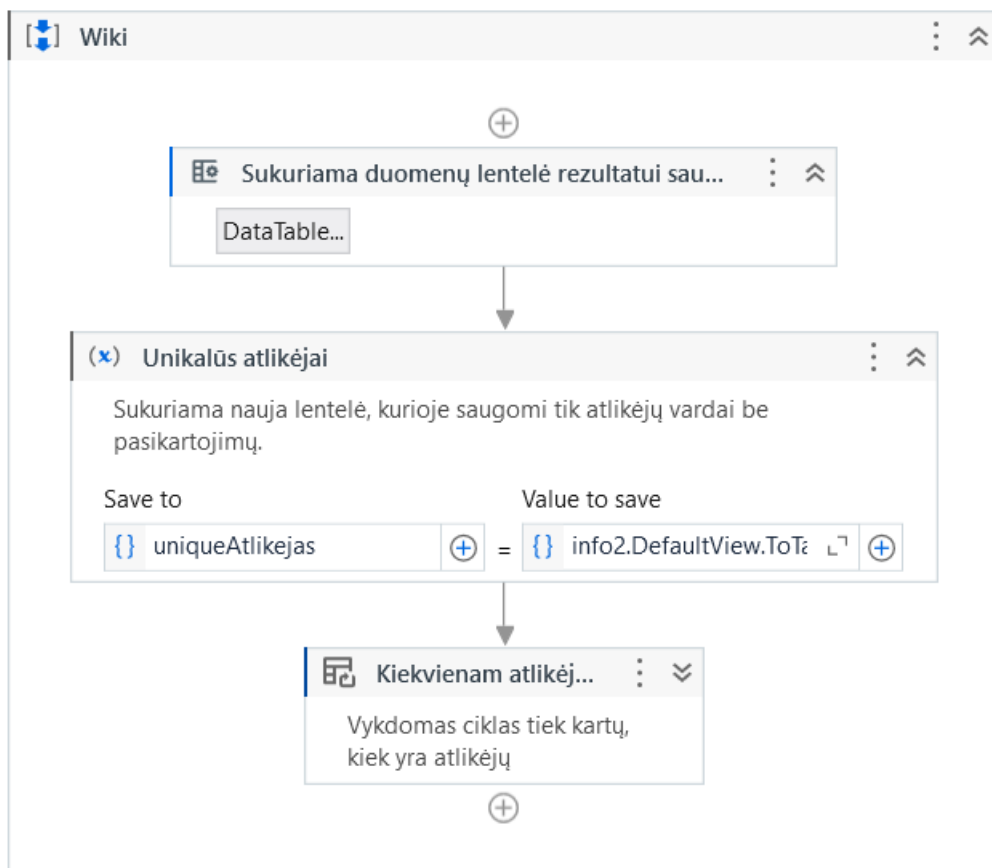 Wiki
Sukuriama duomenų lentelė rezultatui sau...
DataTable...
(x) Unikalūs atlikėjai
Sukuriama nauja lentelė, kurioje saugomi tik atlikėjų vardai be
pasikartojimų.
Save to
Value to save
{} uniqueAtlikejas
=
{} info2.DefaultView.ToTa
Kiekvienam atlikėj...
Vykdomas ciklas tiek kartų,
kiek yra atlikėjų